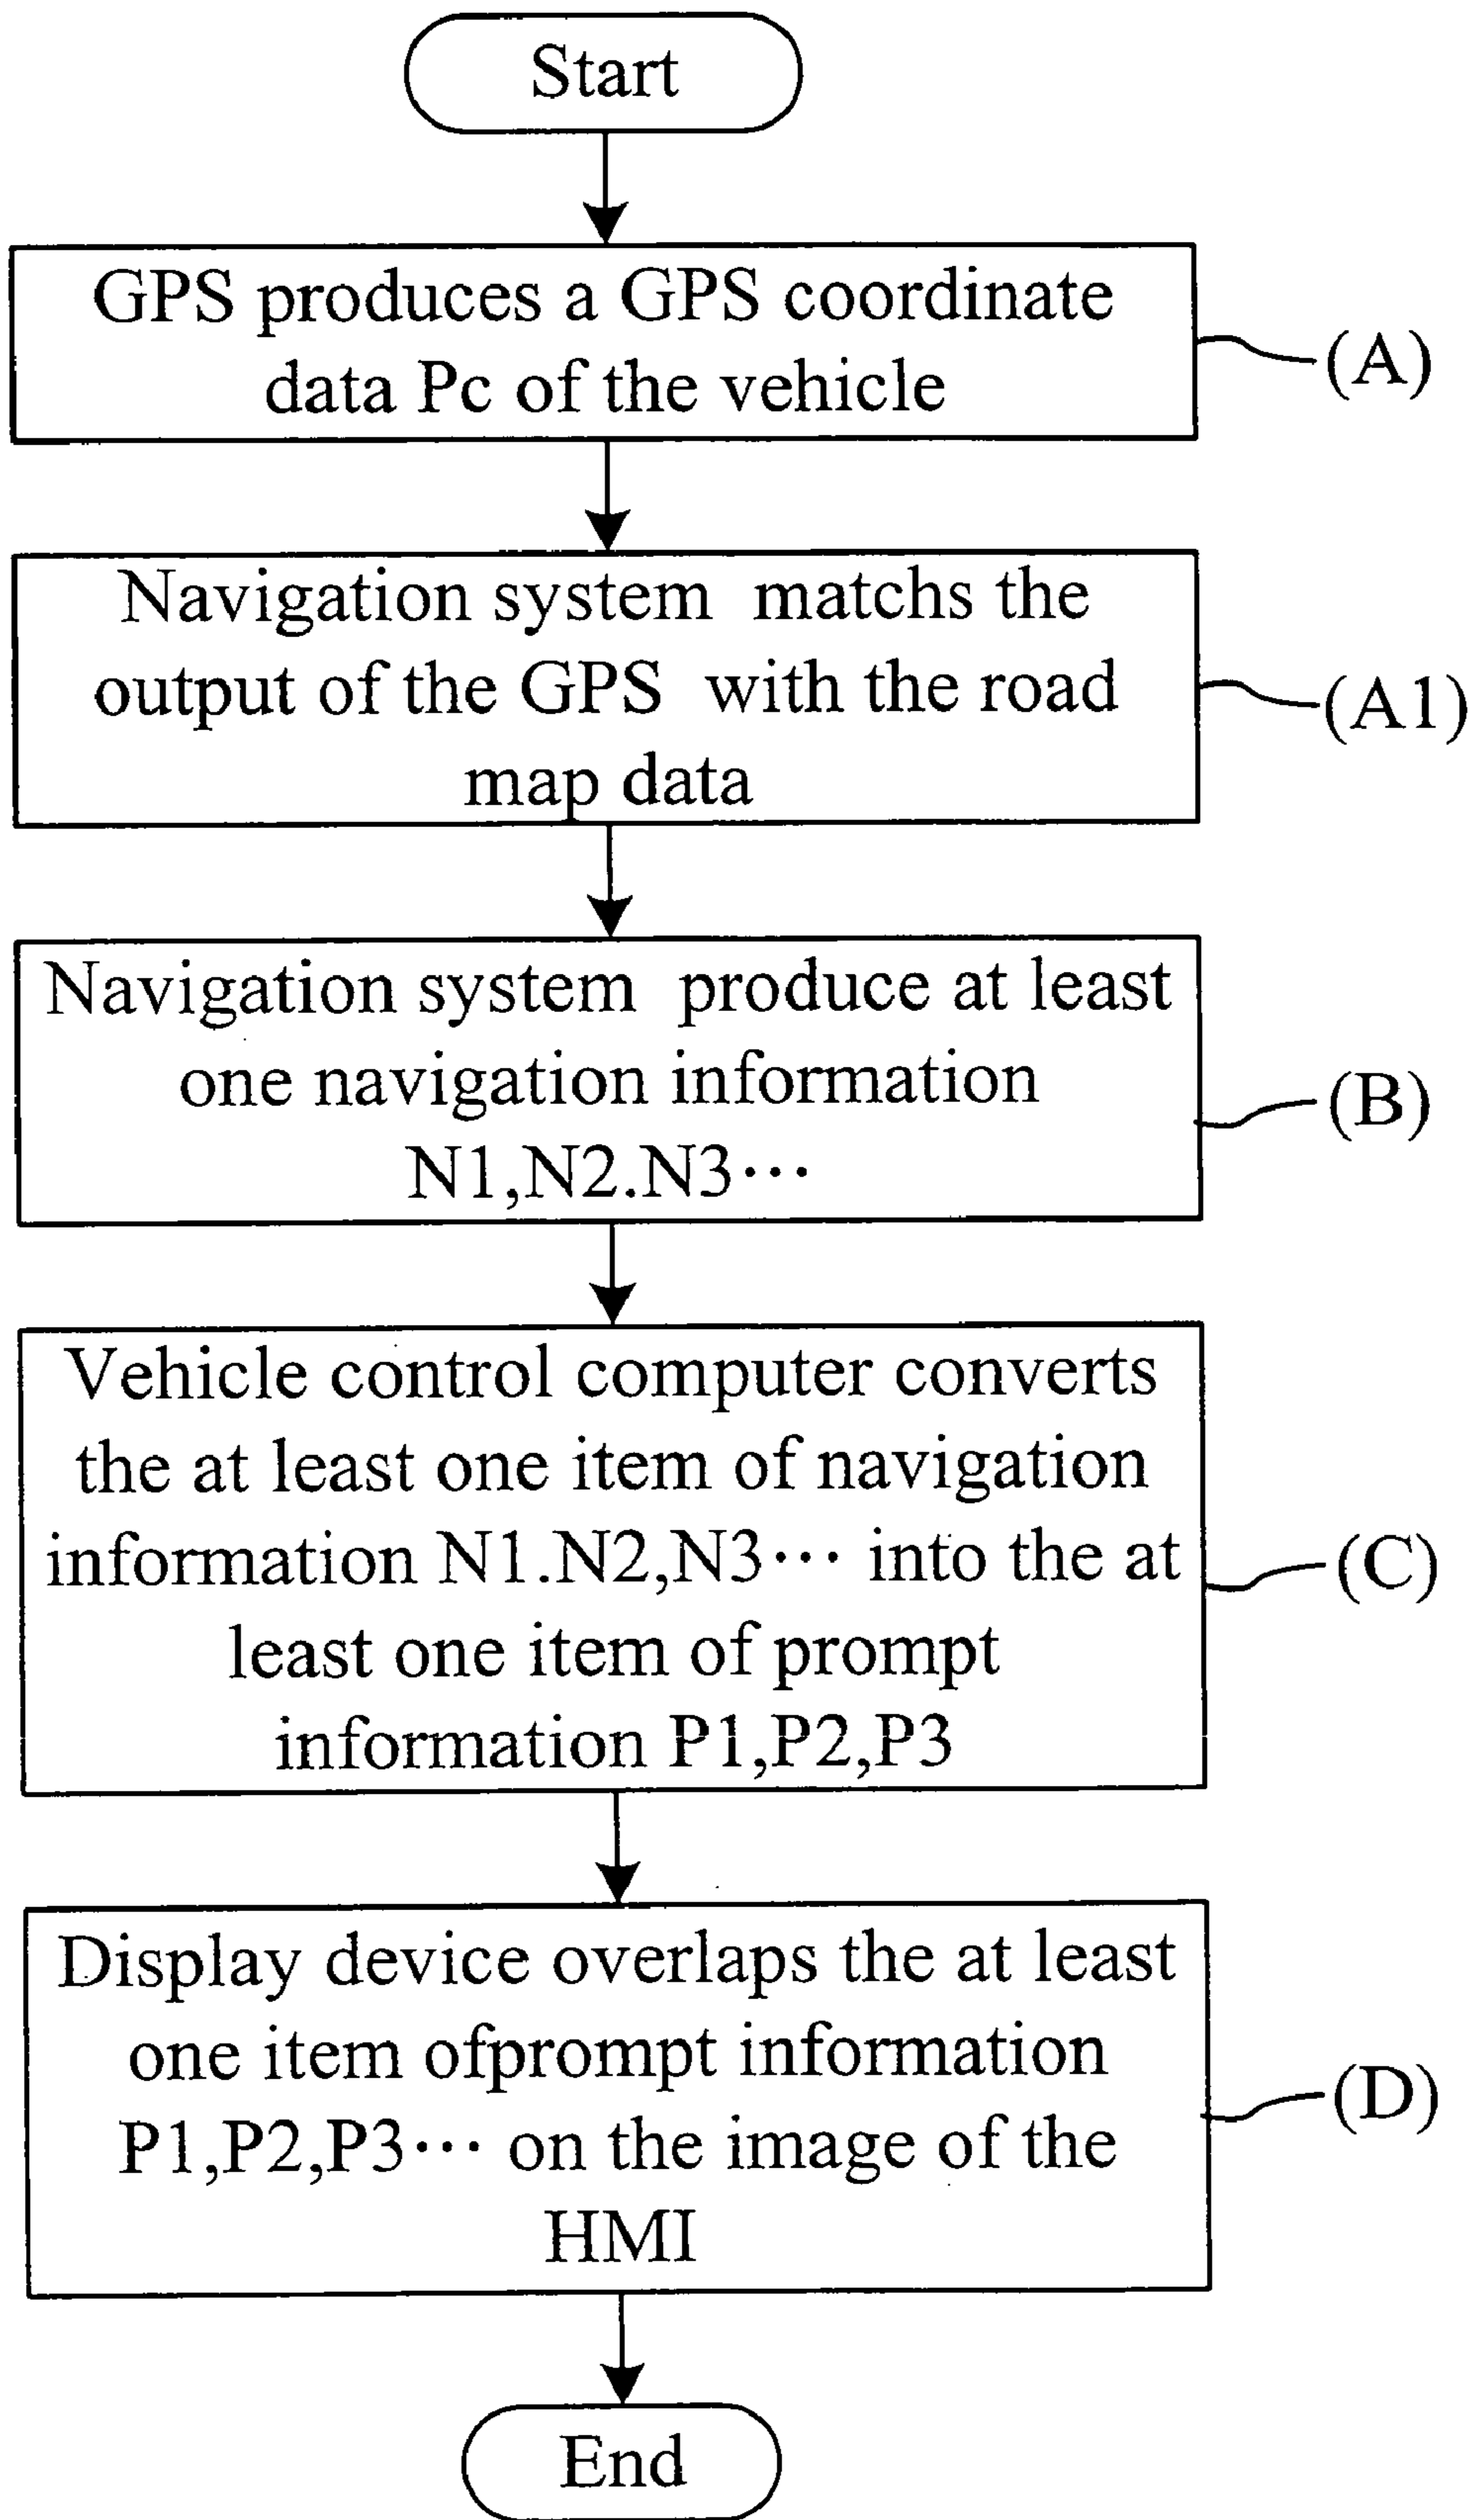 Start
GPS produces a GPS coordinate
data Pc of the vehicle
(A)
Navigation system matchs the
output of the GPS with the road
map data
(A1)
Navigation system produce at least
one navigation information
N1,N2.N3···
(B)
Vehicle control computer converts
the at least one item of navigation
information N1.N2,N3··· into the at
least one item of prompt
information P1,P2,P3
(C)
Display device overlaps the at least
one item ofprompt information
P1,P2,P3··· on the image of the
HMI
(D)
End